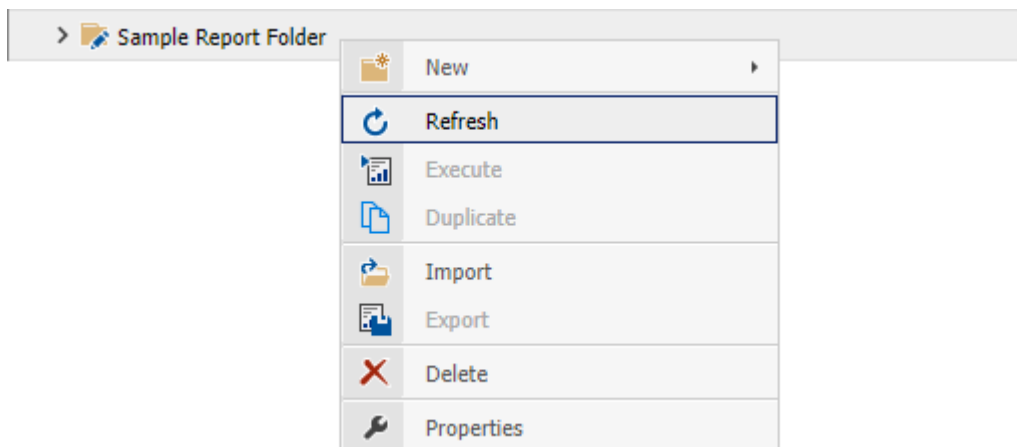 Sample Report Folder
New
Refresh
Execute
Duplicate
Import
Export
Delete
Properties